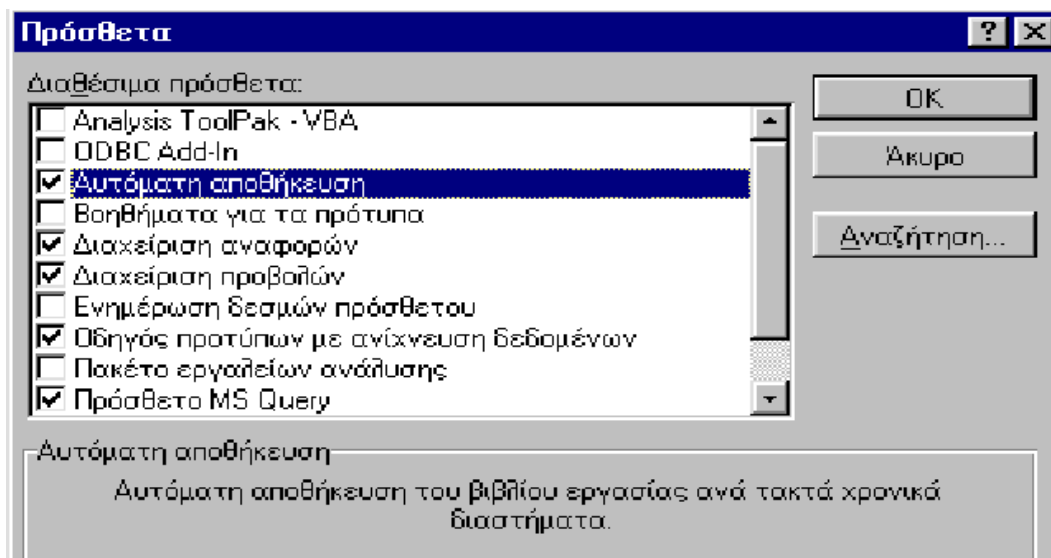 Πρόσθετα
Διαθέσιμα πρόσθετα:
Analysis ToolPak - VBA
ODBC Add-In
Αυτόματη αποθήκευση
Βοηθήματα για τα πρότυπα
Διαχείριση αναφορών
Διαχείριση προβολών
Ενημέρωση δεσμών πρόσθετου
Οδηγός προτύπων με ανίχνευση δεδομένων
Πακέτο εργαλείων ανάλυσης
Πρόσθετο MS Query
OK
Άκυρο
Αναζήτηση...
Αυτόματη αποθήκευση
Αυτόματη αποθήκευση του βιβλίου εργασίας ανά τακτά χρονικά
διαστήματα.